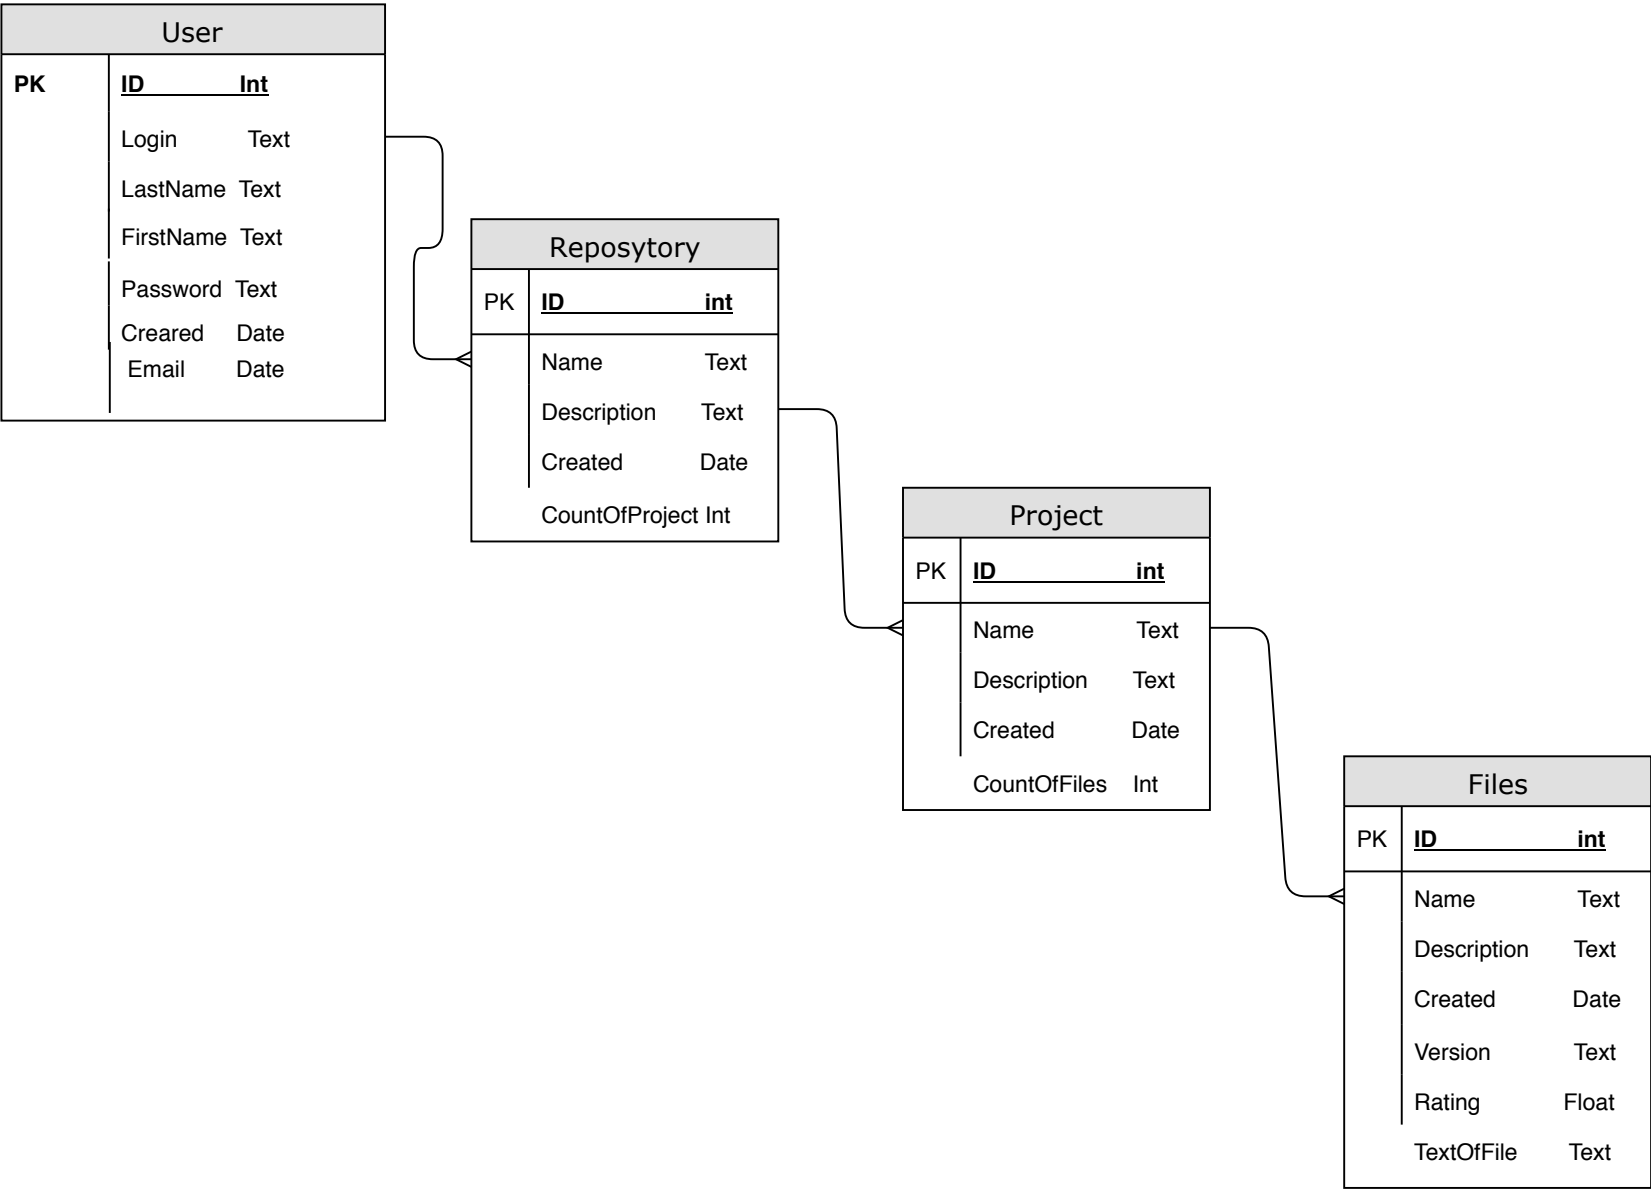 User
PK ID Int
Login Text
LastName Text
FirstName Text
Password Text
Creared Date
Email Date
Reposytory
PK ID int
Name Text
Description Text
Created Date
CountOfProject Int
Project
PK ID int
Name Text
Description Text
Created Date
CountOfFiles Int
Files
PK ID int
Name Text
Description Text
Created Date
Version Text
Rating Float
TextOfFile Text